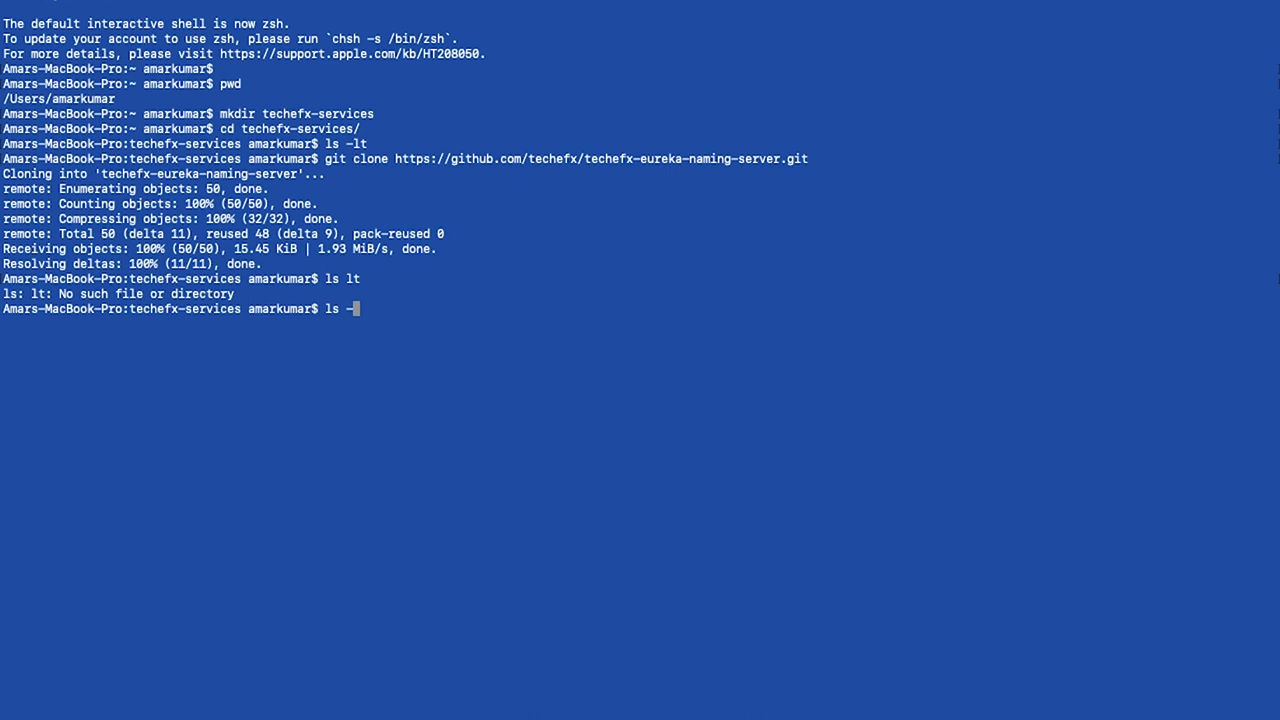 The default interactive shell is now zsh.
To update your account to use zsh, please run `chsh -s /bin/zsh`.
For more details, please visit https://support.apple.com/kb/HT208050.
Amars-MacBook-Pro:~ amarkumar$
Amars-MacBook-Pro:~ amarkumar$ pwd
/Users/amarkumar
Amars-MacBook-Pro:~ amarkumar$ mkdir techefx-services
Amars-MacBook-Pro:~ amarkumar$ cd techefx-services/
Amars-MacBook-Pro:techefx-services amarkumar$ ls -lt
Amars-MacBook-Pro:techefx-services amarkumar$ git clone https://github.com/techefx/techefx-eureka-naming-server.git
Cloning into 'techefx-eureka-naming-server'...
remote: Enumerating objects: 50, done.
remote: Counting objects: 100% (50/50), done.
remote: Compressing objects: 100% (32/32), done.
remote: Total 50 (delta 11), reused 48 (delta 9), pack-reused 0
Receiving objects: 100% (50/50), 15.45 KiB | 1.93 MiB/s, done.
Resolving deltas: 100% (11/11), done.
Amars-MacBook-Pro:techefx-services amarkumar$ ls lt
ls: lt: No such file or directory
Amars-MacBook-Pro:techefx-services amarkumar$ ls -